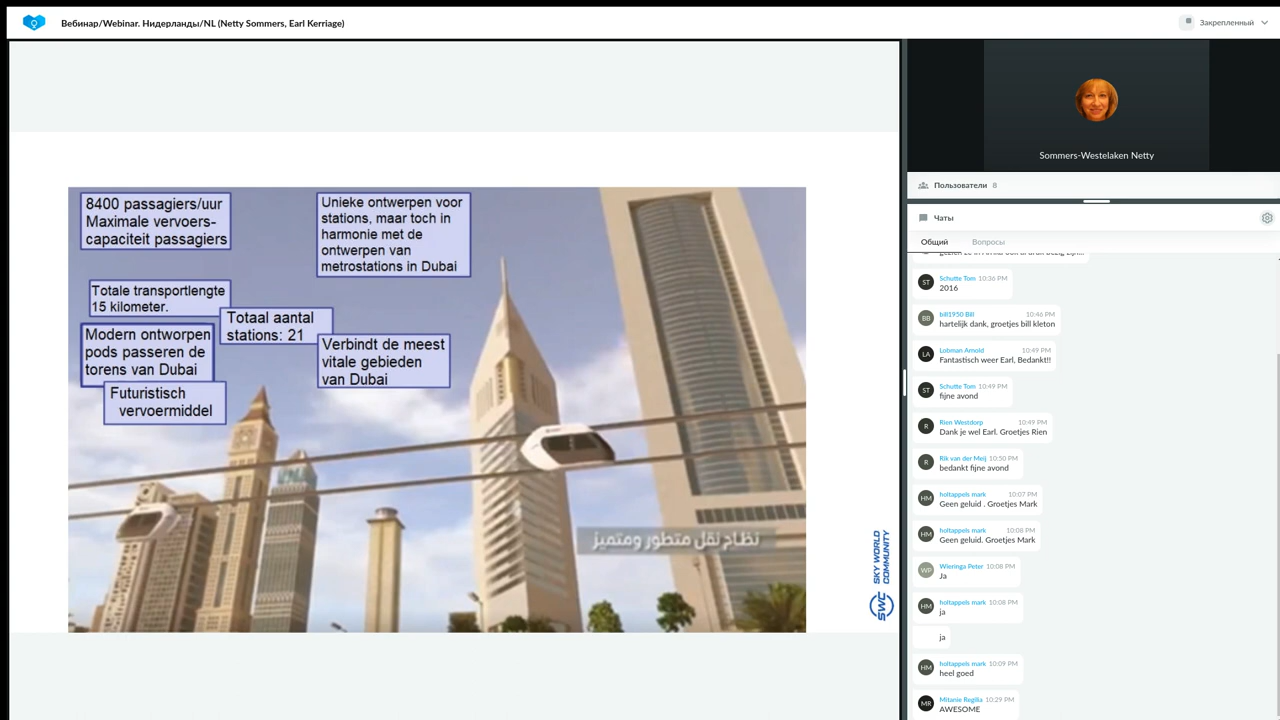 Вебинар/Webinar. Нидерланды/NL (Netty Sommers, Earl Kerriage)
Закрепленный
8400 passagiers/uur
Maximale vervoers-
capaciteit passagiers
Unieke ontwerpen voor
stations, maar toch in
harmonie met de
ontwerpen van
metrostations in Dubai
Totale transportlengte
15 kilometer.
Totaal aantal
stations: 21
Modern ontworpen
pods passeren de
torens van Dubai
Verbindt de meest
vitale gebieden
van Dubai
Futuristisch
vervoermiddel
نظام نقل متطور ومتميز
SWC SKY WORLD
COMMUNITY
Sommers-Westelaken Netty
Пользователи 8
Чаты
Общий Вопросы
ST Schutte Tom 10:36 PM
2016
BB bill1950 Bill 10:46 PM
hartelijk dank, groetjes bill kleton
LA Lobman Arnold 10:49 PM
Fantastisch weer Earl, Bedankt!!
ST Schutte Tom 10:49 PM
fijne avond
R Rien Westdorp 10:49 PM
Dank je wel Earl. Groetjes Rien
R Rik van der Meij 10:50 PM
bedankt fijne avond
HM holtappels mark 10:07 PM
Geen geluid . Groetjes Mark
HM holtappels mark 10:08 PM
Geen geluid. Groetjes Mark
WP Wieringa Peter 10:08 PM
Ja
HM holtappels mark 10:08 PM
ja
ja
HM holtappels mark 10:09 PM
heel goed
MR Mitanie Regilia 10:29 PM
AWESOME